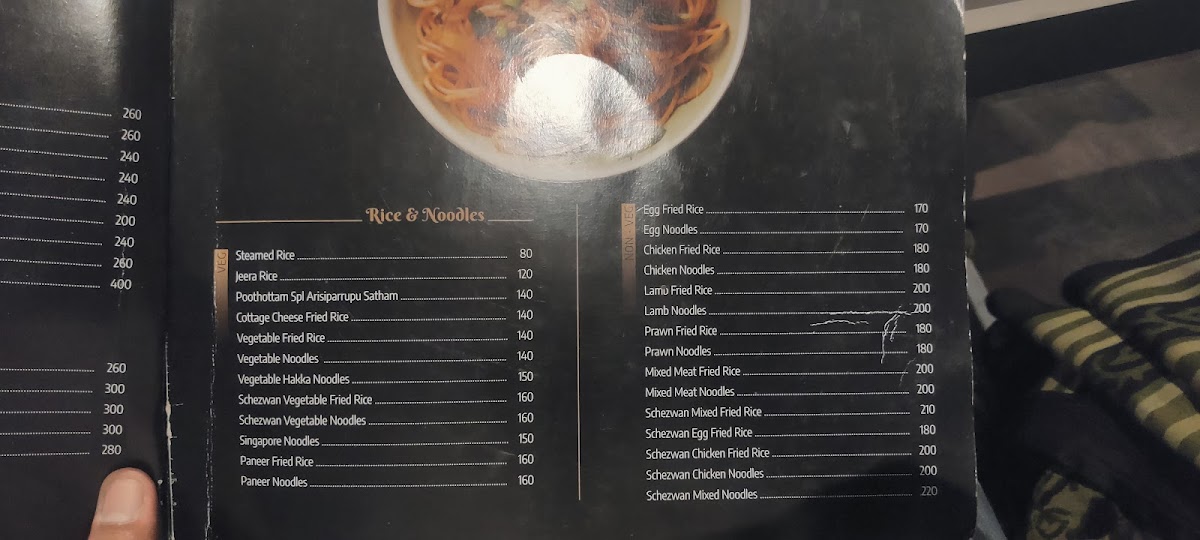 260
260
240
240
240
200
240
260
400
260
300
300
300
280
Rice & Noodles
VEG
Steamed Rice 80
Jeera Rice 120
Poothottam Spl Arisiparrupu Satham 140
Cottage Cheese Fried Rice 140
Vegetable Fried Rice 140
Vegetable Noodles 140
Vegetable Hakka Noodles 150
Schezwan Vegetable Fried Rice 160
Schezwan Vegetable Noodles 160
Singapore Noodles 150
Paneer Fried Rice 160
Paneer Noodles 160
NON - VEG
Egg Fried Rice 170
Egg Noodles 170
Chicken Fried Rice 180
Chicken Noodles 180
Lamb Fried Rice 200
Lamb Noodles 200
Prawn Fried Rice 180
Prawn Noodles 180
Mixed Meat Fried Rice 200
Mixed Meat Noodles 200
Schezwan Mixed Fried Rice 210
Schezwan Egg Fried Rice 180
Schezwan Chicken Fried Rice 200
Schezwan Chicken Noodles 200
Schezwan Mixed Noodles 220